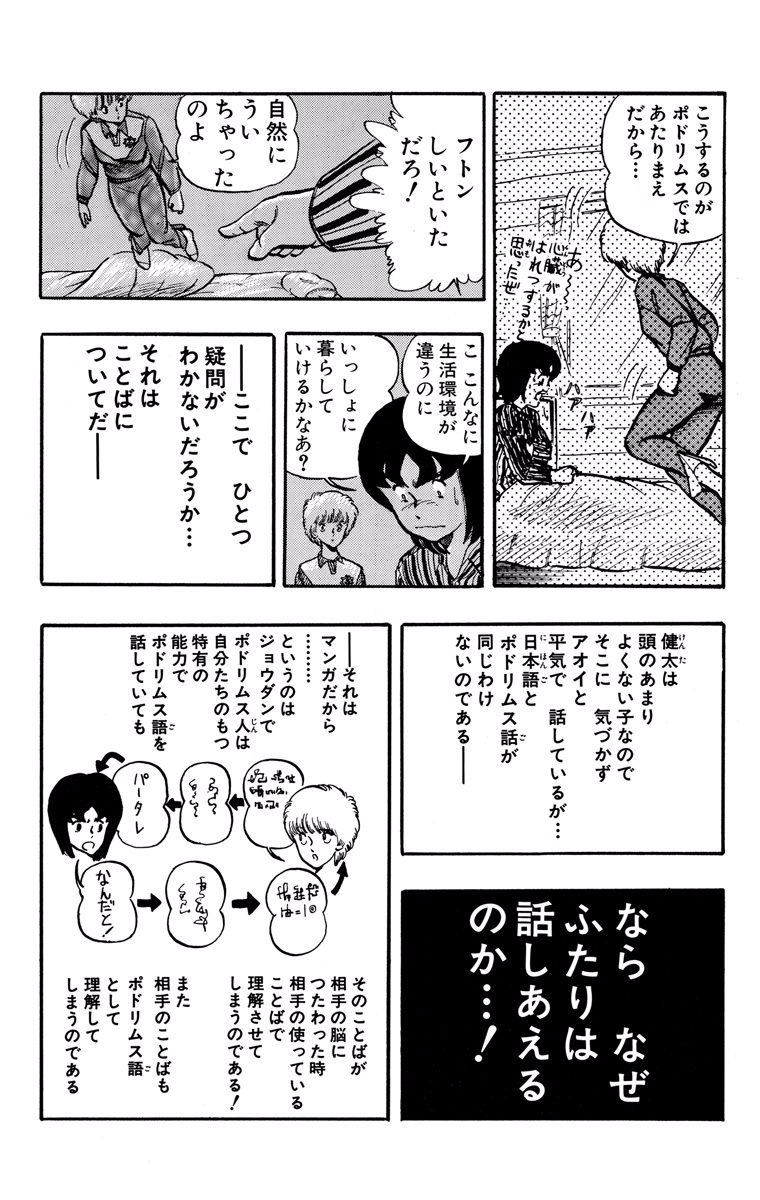 こうするのが
ポドリムスでは
あたりまえ
だから…
あ～
心臓が
はれつするかと
思ったぜ
ハァ
ハァ
フトン
しいといた
だろ！
自然に
うい
ちゃった
のよ
こ こんなに
生活環境が
違うのに
いっしょに
暮らして
いけるかなあ？
――ここで ひとつ
疑問が
わかないだろうか…
それは
ことばに
ついてだ――
健太は
頭のあまり
よくない子なので
そこに 気づかず
アオイと
平気で 話しているが…
日本語と
ポドリムス話が
同じわけ
ないのである――
なら なぜ
ふたりは
話しあえる
のか…！
――それは
マンガだから
………
というのは
ジョウダンで
ポドリムス人は
自分たちのもつ
特有の
能力で
ポドリムス語を
話していても
パータレ
なんだと！
そのことばが
相手の脳に
つたわった時
相手の使っている
ことばで
理解させて
しまうのである！
また
相手のことばも
ポドリムス語
として
理解して
しまうのである